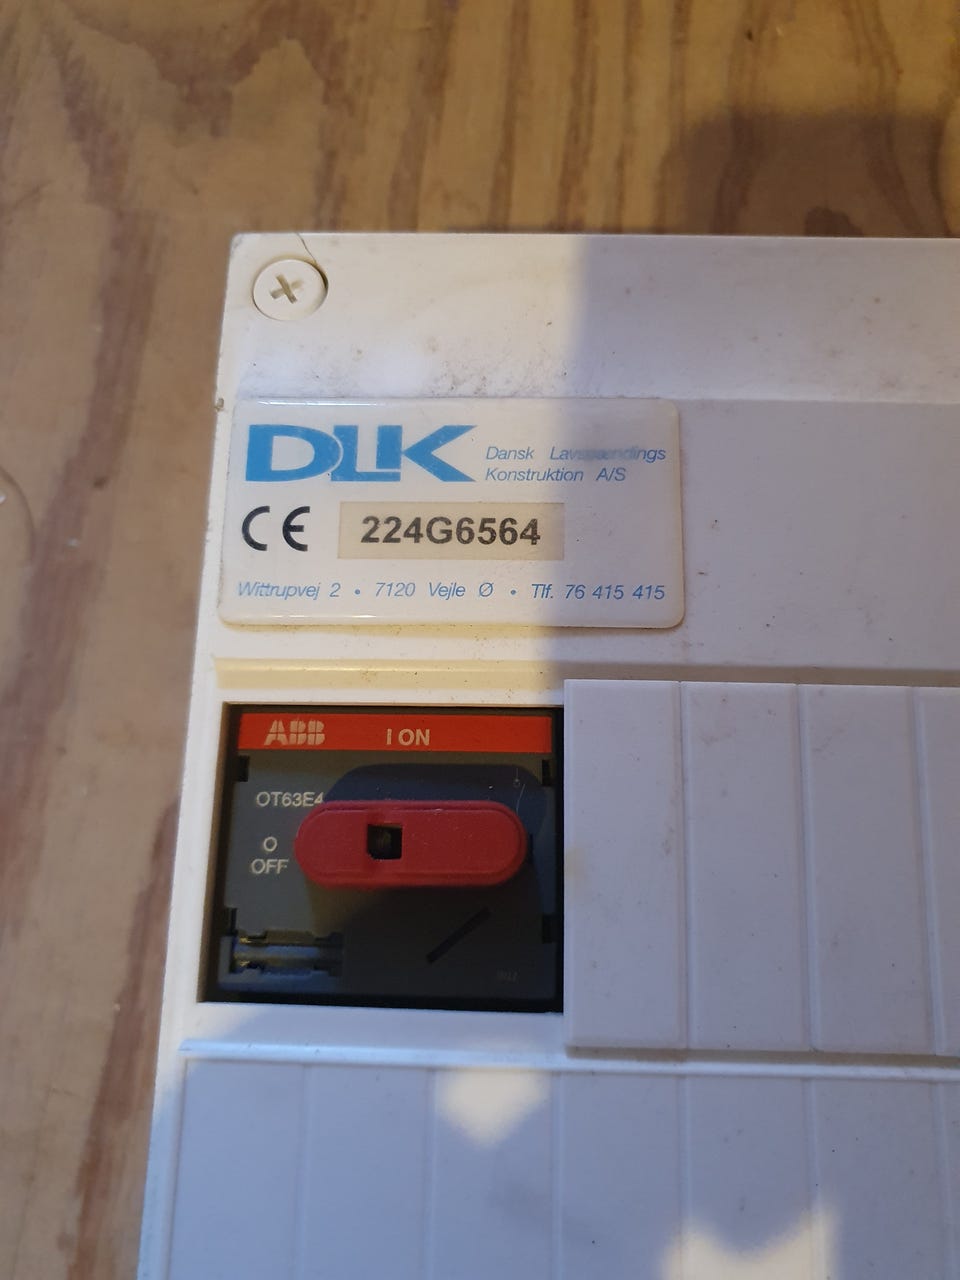 DLK
Dansk Lavspændings
Konstruktion A/S
CE
224G6564
Wittrupvej 2 • 7120 Vejle Ø • Tlf. 76 415 415
ABB
I ON
OT63E4
O
OFF